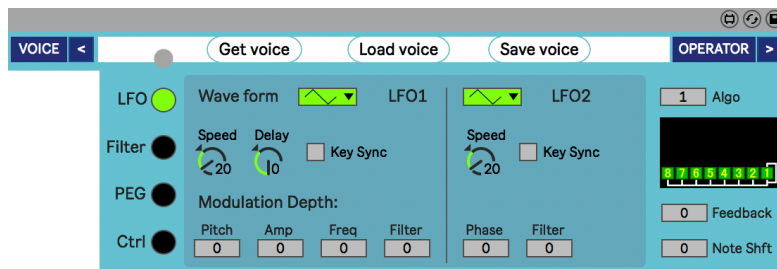 VOICE < Get voice Load voice Save voice OPERATOR >
LFO Wave form LFO1 LFO2 1 Algo
Speed Delay Speed
Filter 20 0 Key Sync 20 Key Sync
8 7 6 5 4 3 2 1
PEG Modulation Depth:
0 Feedback
Pitch Amp Freq Filter Phase Filter
Ctrl 0 0 0 0 0 0 0 Note Shft